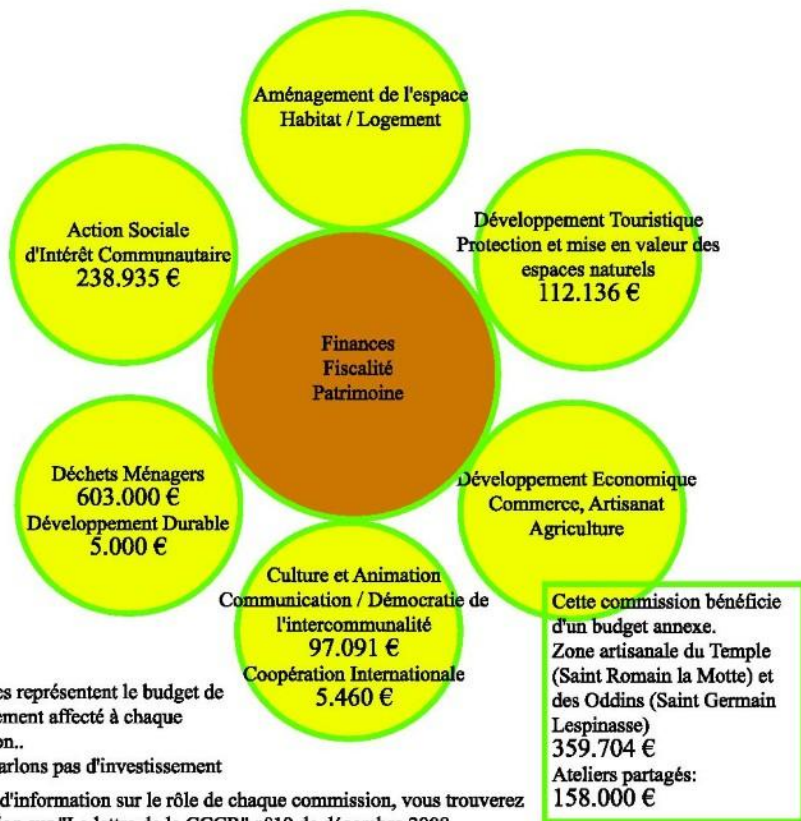 Aménagement de l'espace
Habitat / Logement
Action Sociale
d'Intérêt Communautaire
238.935 €
Développement Touristique
Protection et mise en valeur des
espaces naturels
112.136 €
Finances
Fiscalité
Patrimoine
Déchets Ménagers
603.000 €
Développement Durable
5.000 €
Développement Economique
Commerce, Artisanat
Agriculture
Culture et Animation
Communication / Démocratie de
l'intercommunalité
97.091 €
Coopération Internationale
5.460 €
Cette commission bénéficie
d'un budget annexe.
Zone artisanale du Temple
(Saint Romain la Motte) et
des Oddins (Saint Germain
Lespinasse)
359.704 €
Ateliers partagés:
158.000 €
es représentent le budget de
ement affecté à chaque
on..
arlons pas d'investissement
d'information sur le rôle de chaque commission, vous trouverez